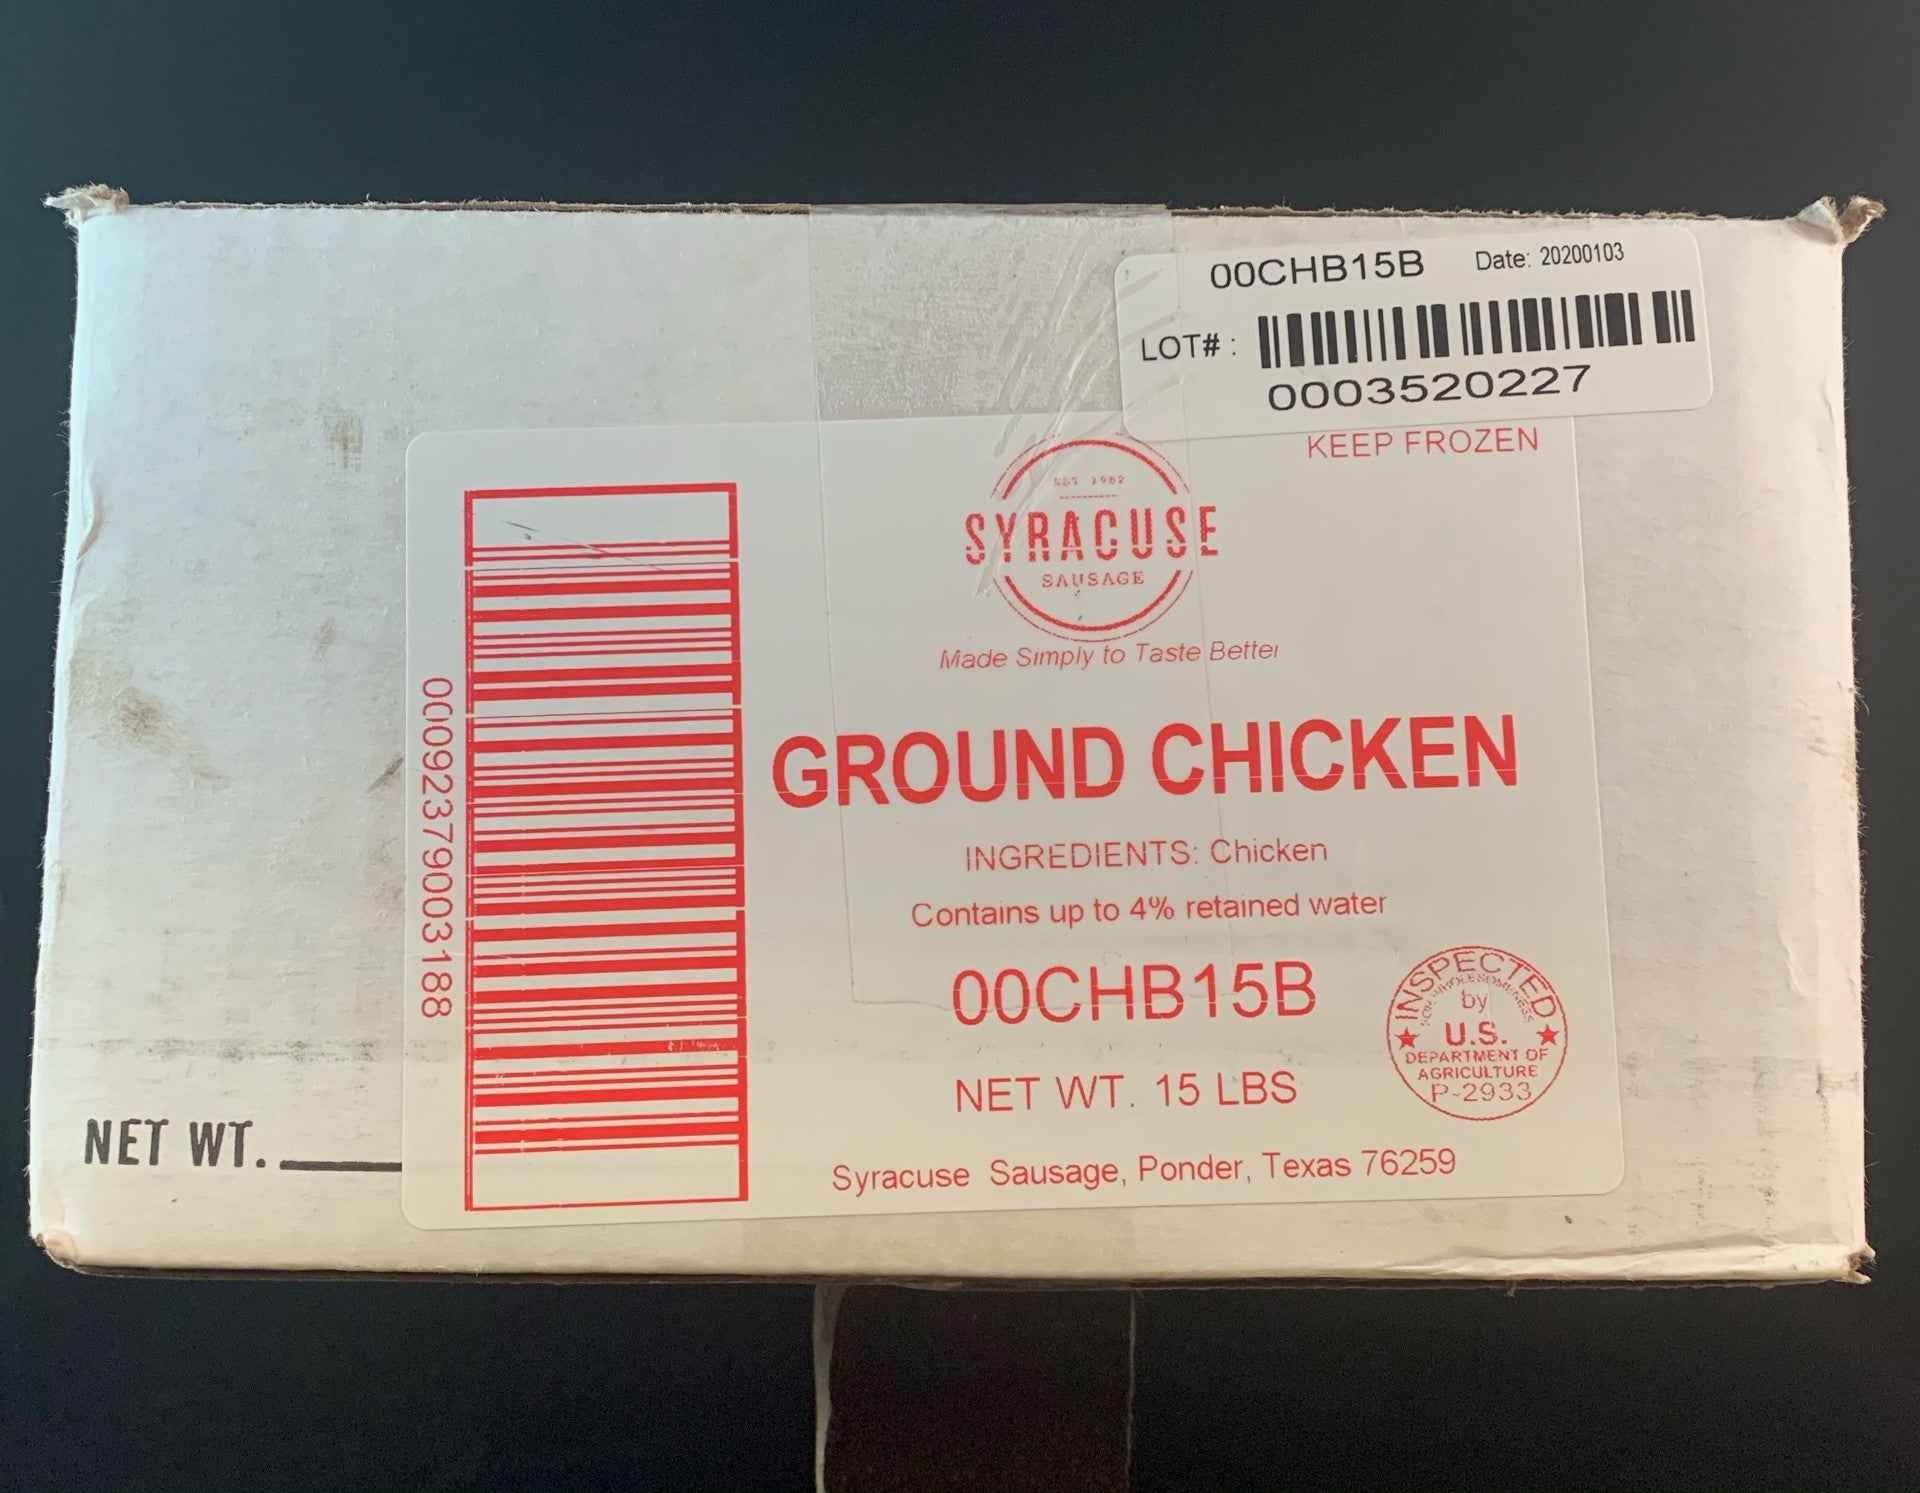 00CHB15B Date: 20200103
LOT# :
0003520227
KEEP FROZEN
EST 1982
SYRACUSE
SAUSAGE
Made Simply to Taste Better
GROUND CHICKEN
INGREDIENTS: Chicken
Contains up to 4% retained water
00CHB15B
NET WT. 15 LBS
Syracuse Sausage, Ponder, Texas 76259
INSPECTED
FOR WHOLESOMENESS
by
U.S.
DEPARTMENT OF
AGRICULTURE
P-2933
00092379003188
NET WT.